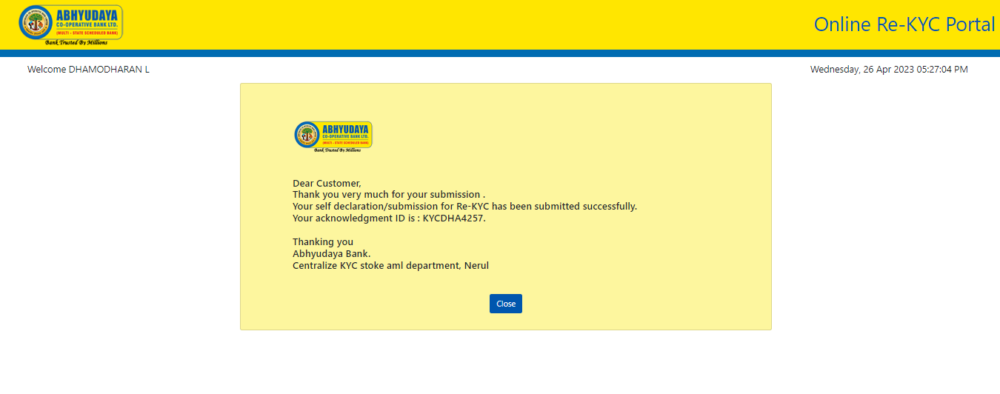 ABHYUDAYA
CO-OPERATIVE BANK LTD.
(MULTI - STATE SCHEDULED BANK)
Bank Trusted By Millions
Online Re-KYC Portal
Welcome DHAMODHARAN L
Wednesday, 26 Apr 2023 05:27:04 PM
ABHYUDAYA
CO-OPERATIVE BANK LTD.
(MULTI - STATE SCHEDULED BANK)
Bank Trusted By Millions
Dear Customer,
Thank you very much for your submission .
Your self declaration/submission for Re-KYC has been submitted successfully.
Your acknowledgment ID is : KYCDHA4257.
Thanking you
Abhyudaya Bank.
Centralize KYC stoke aml department, Nerul
Close